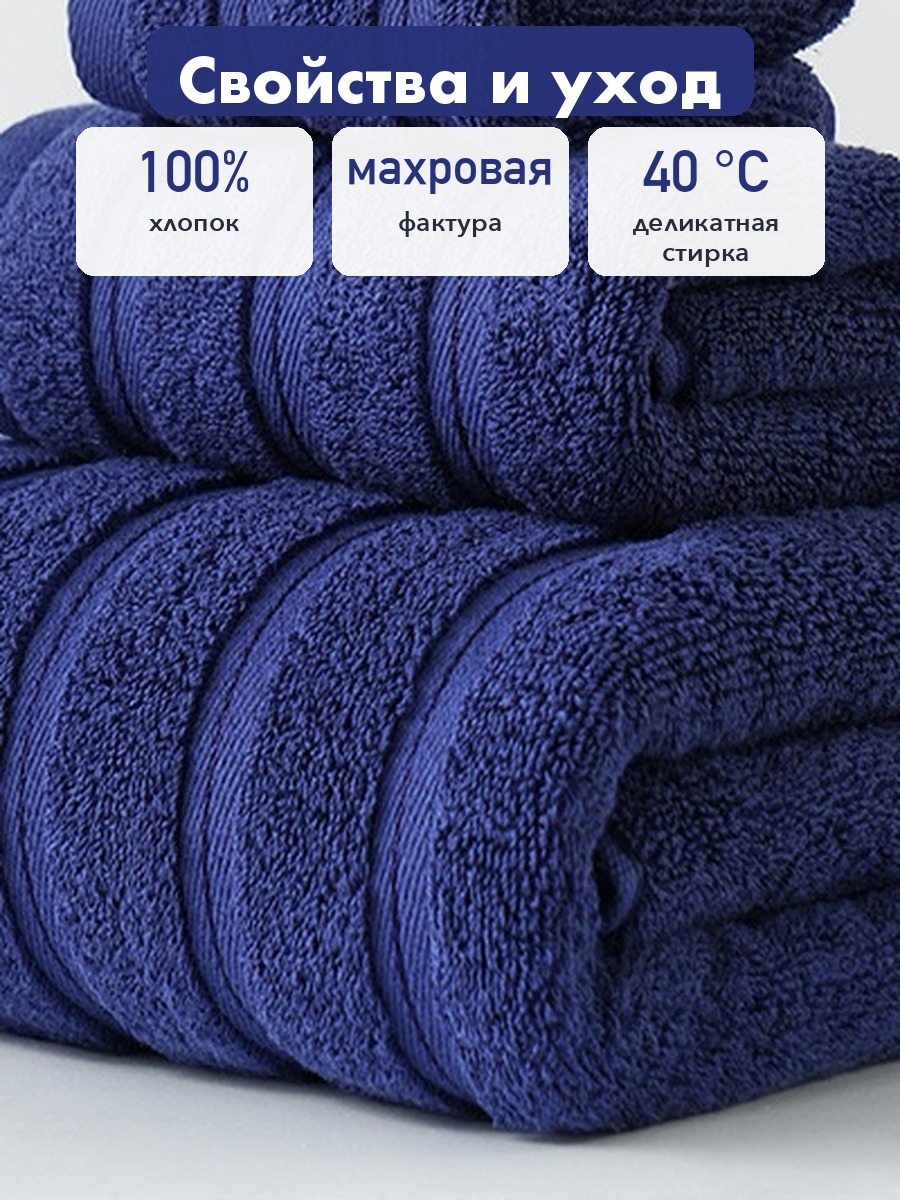 Свойства и уход
100%
хлопок
махровая
фактура
40 °C
деликатная
стирка